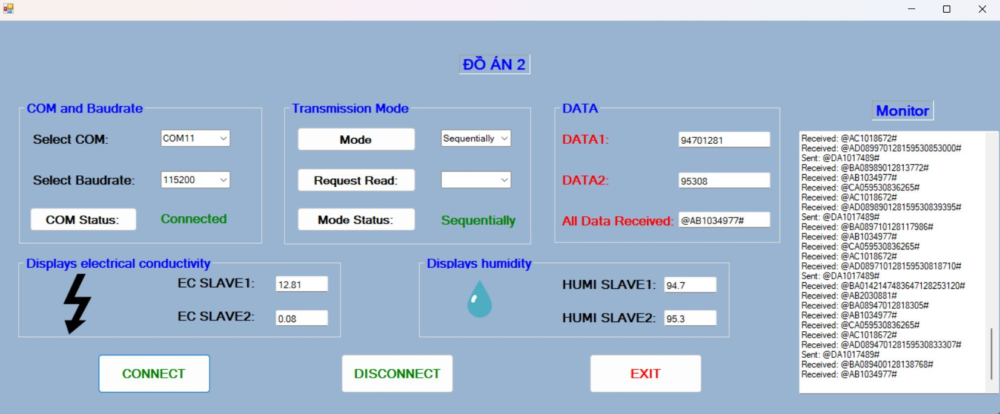 ĐỒ ÁN 2
COM and Baudrate
Select COM:
COM11
Select Baudrate:
115200
COM Status:
Connected
Transmission Mode
Mode
Sequentially
Request Read:
Mode Status:
Sequentially
DATA
DATA1:
94701281
DATA2:
95308
All Data Received:
@AB1034977#
Displays electrical conductivity
EC SLAVE1:
12.81
EC SLAVE2:
0.08
Displays humidity
HUMI SLAVE1:
94.7
HUMI SLAVE2:
95.3
CONNECT
DISCONNECT
EXIT
Monitor
Received: @AC1018672#
Received: @AD089970128159530853000#
Sent: @DA1017489#
Received: @BA08989012813772#
Received: @AB1034977#
Received: @CA059530836265#
Received: @AC1018672#
Received: @AD089890128159530839395#
Sent: @DA1017489#
Received: @BA089710128117986#
Received: @AB1034977#
Received: @CA059530836265#
Received: @AC1018672#
Received: @AD089710128159530818710#
Sent: @DA1017489#
Received: @BA0142147483647128253120#
Received: @AB2030881#
Received: @BA08947012818305#
Received: @AB1034977#
Received: @CA059530836265#
Received: @AC1018672#
Received: @AD089470128159530833307#
Sent: @DA1017489#
Received: @BA089400128138768#
Received: @AB1034977#